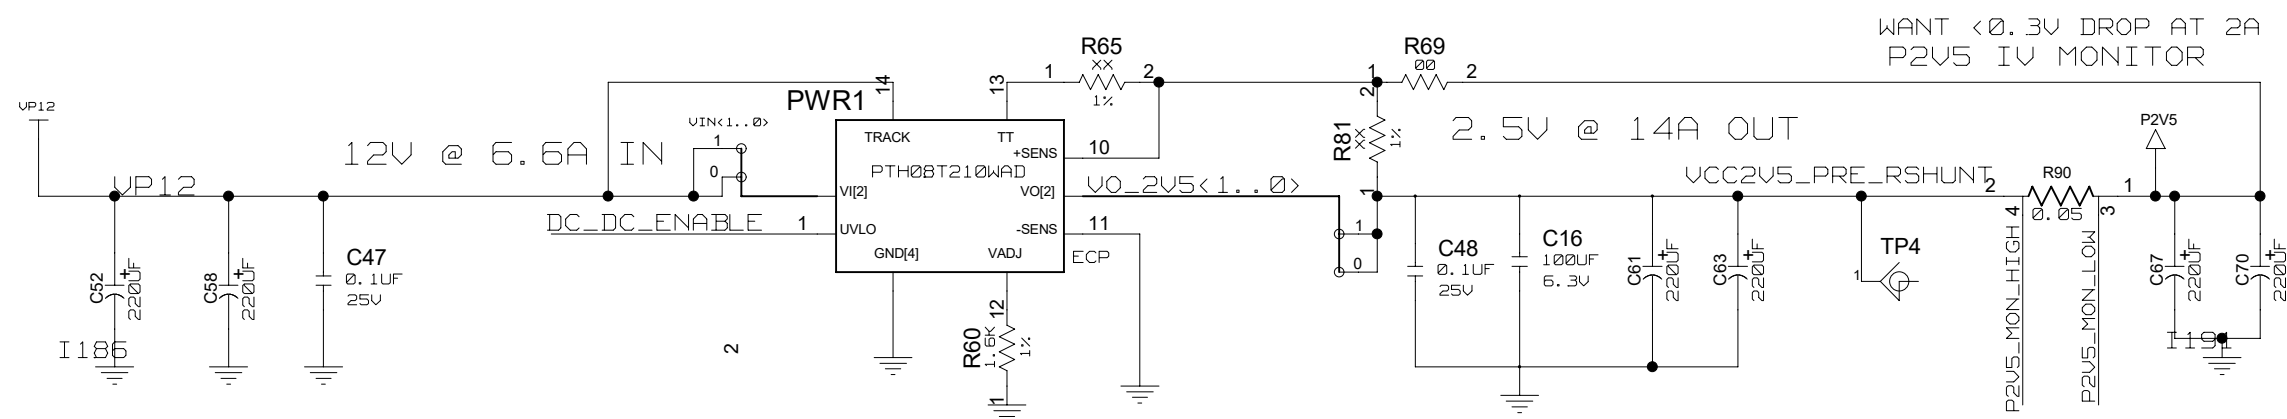 WANT <0.3V DROP AT 2A
P2V5 IV MONITOR
R65
XX
1 2
1%
R69
00
1 2
VP12
PWR1
14
13
VIN<1..0>
1
0
12V @ 6.6A IN
VP12
TRACK
TT
+SENS
10
PTH08T210WAD
VI[2]
VO[2]
VO_2V5<1..0>
DC_DC_ENABLE
1
UVLO
-SENS
11
GND[4]
VADJ
ECP
2
R81
XX
1%
1
2.5V @ 14A OUT
P2V5
VCC2V5_PRE_RSHUNT
2
R90
0.05
1
4
3
1
0
C52
220UF
+
C58
220UF
+
C47
0.1UF
25V
I186
2
12
R60
1.6K
1%
1
C48
0.1UF
25V
C16
100UF
6.3V
C61
220UF
+
C63
220UF
+
TP4
1
P2V5_MON_HIGH
P2V5_MON_LOW
C67
220UF
+
C70
220UF
+
I191